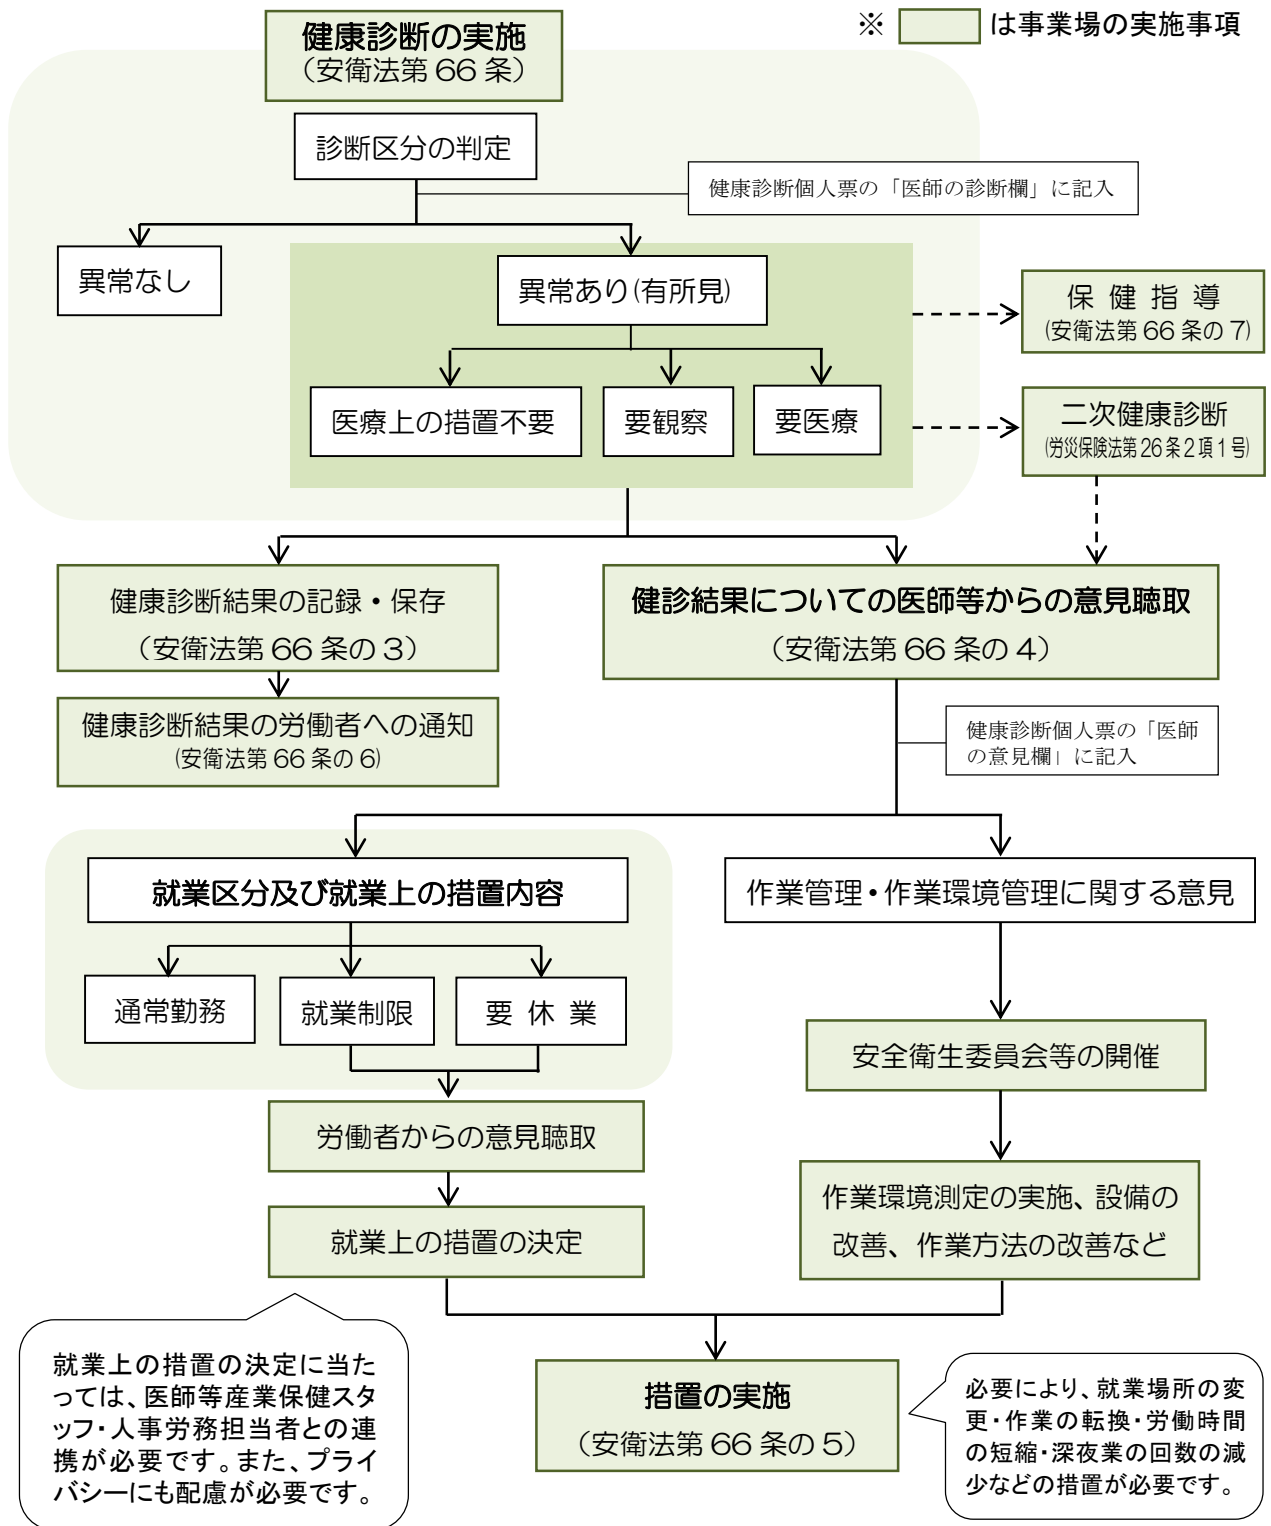 健康診断の実施
（安衛法第 66 条）
※ は事業場の実施事項
診断区分の判定
健康診断個人票の「医師の診断欄」に記入
異常なし
異常あり(有所見)
保 健 指 導
(安衛法第 66 条の 7)
医療上の措置不要
要観察
要医療
二次健康診断
(労災保険法第26条2項1号)
健康診断結果の記録・保存
（安衛法第 66 条の 3）
健診結果についての医師等からの意見聴取
（安衛法第 66 条の 4）
健康診断結果の労働者への通知
(安衛法第 66 条の 6)
健康診断個人票の「医師
の意見欄」に記入
就業区分及び就業上の措置内容
作業管理・作業環境管理に関する意見
通常勤務
就業制限
要 休 業
安全衛生委員会等の開催
労働者からの意見聴取
作業環境測定の実施、設備の
改善、作業方法の改善など
就業上の措置の決定
就業上の措置の決定に当た
っては、医師等産業保健スタ
ッフ・人事労務担当者との連
携が必要です。また、プライ
バシーにも配慮が必要です。
措置の実施
（安衛法第 66 条の 5）
必要により、就業場所の変
更・作業の転換・労働時間
の短縮・深夜業の回数の減
少などの措置が必要です。